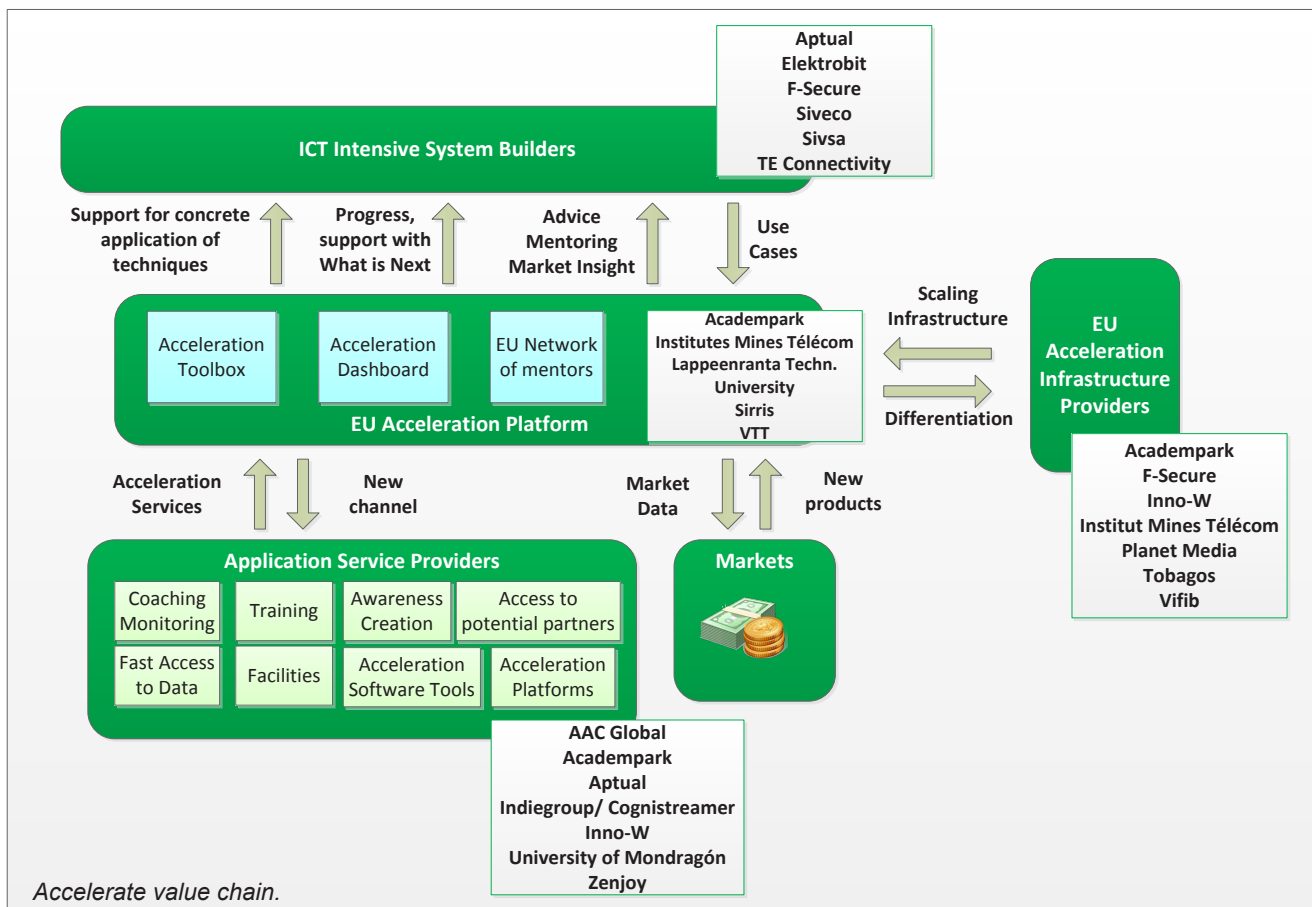 Aptual
Elektrobit
F-Secure
Siveco
Sivsa
TE Connectivity
ICT Intensive System Builders
Support for concrete
application of
techniques
Progress,
support with
What is Next
Advice
Mentoring
Market Insight
Use
Cases
Acceleration
Toolbox
Acceleration
Dashboard
EU Network
of mentors
Academpark
Institutes Mines Télécom
Lappeenranta Techn.
University
Sirris
VTT
EU Acceleration Platform
Scaling
Infrastructure
Differentiation
EU
Acceleration
Infrastructure
Providers
Academpark
F-Secure
Inno-W
Institut Mines Télécom
Planet Media
Tobagos
Vifib
Acceleration
Services
New
channel
Market
Data
New
products
Application Service Providers
Coaching
Monitoring
Training
Awareness
Creation
Access to
potential partners
Fast Access
to Data
Facilities
Acceleration
Software Tools
Acceleration
Platforms
Markets
AAC Global
Academpark
Aptual
Indiegroup/ Cognistreamer
Inno-W
University of Mondragón
Zenjoy
Accelerate value chain.